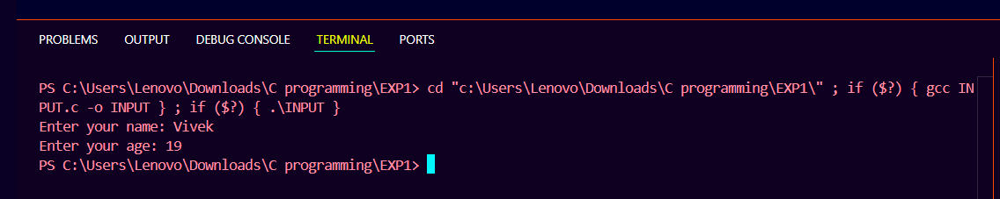 PROBLEMS OUTPUT DEBUG CONSOLE TERMINAL PORTS
PS C:\Users\Lenovo\Downloads\C programming\EXP1> cd "c:\Users\Lenovo\Downloads\C programming\EXP1\" ; if ($?) { gcc IN
PUT.c -o INPUT } ; if ($?) { .\INPUT }
Enter your name: Vivek
Enter your age: 19
PS C:\Users\Lenovo\Downloads\C programming\EXP1>